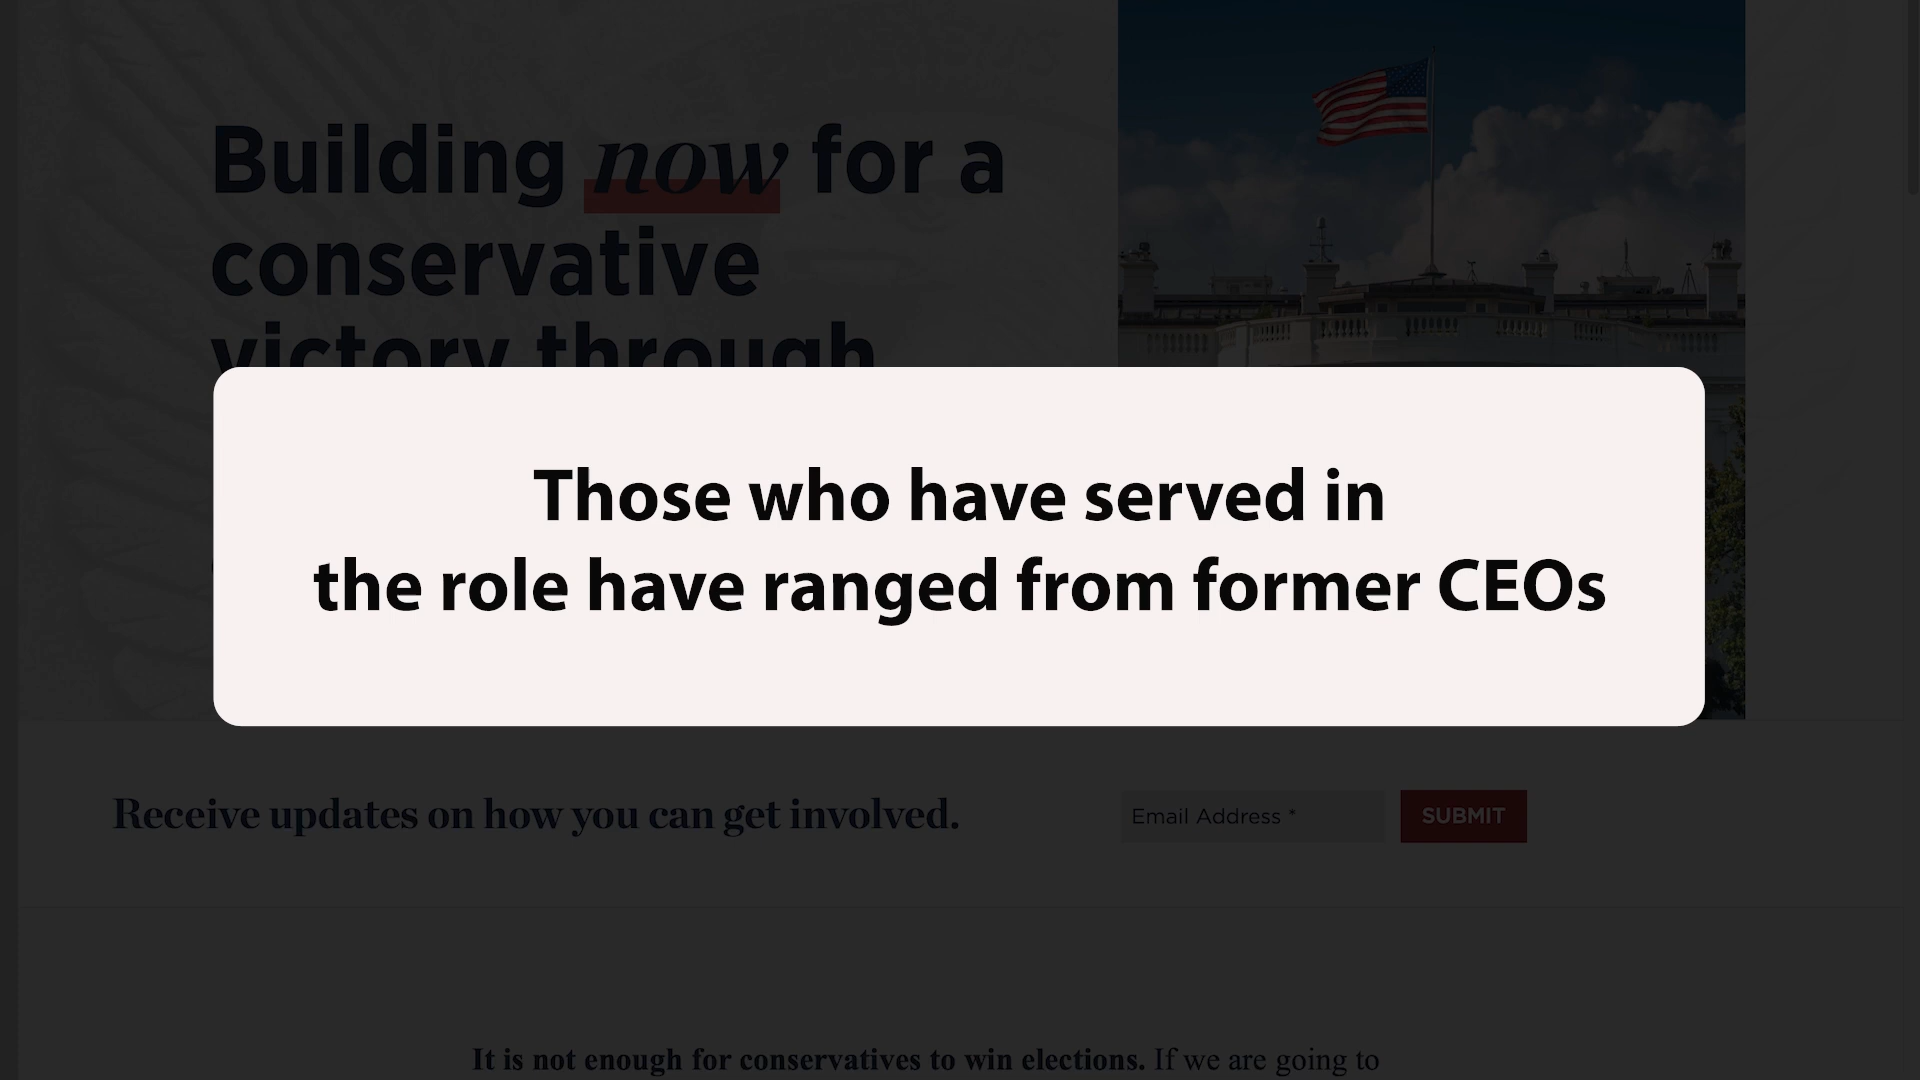 Building now for a
conservative
victory through
Those who have served in
the role have ranged from former CEOs
Receive updates on how you can get involved.
Email Address *
SUBMIT
It is not enough for conservatives to win elections. If we are going to